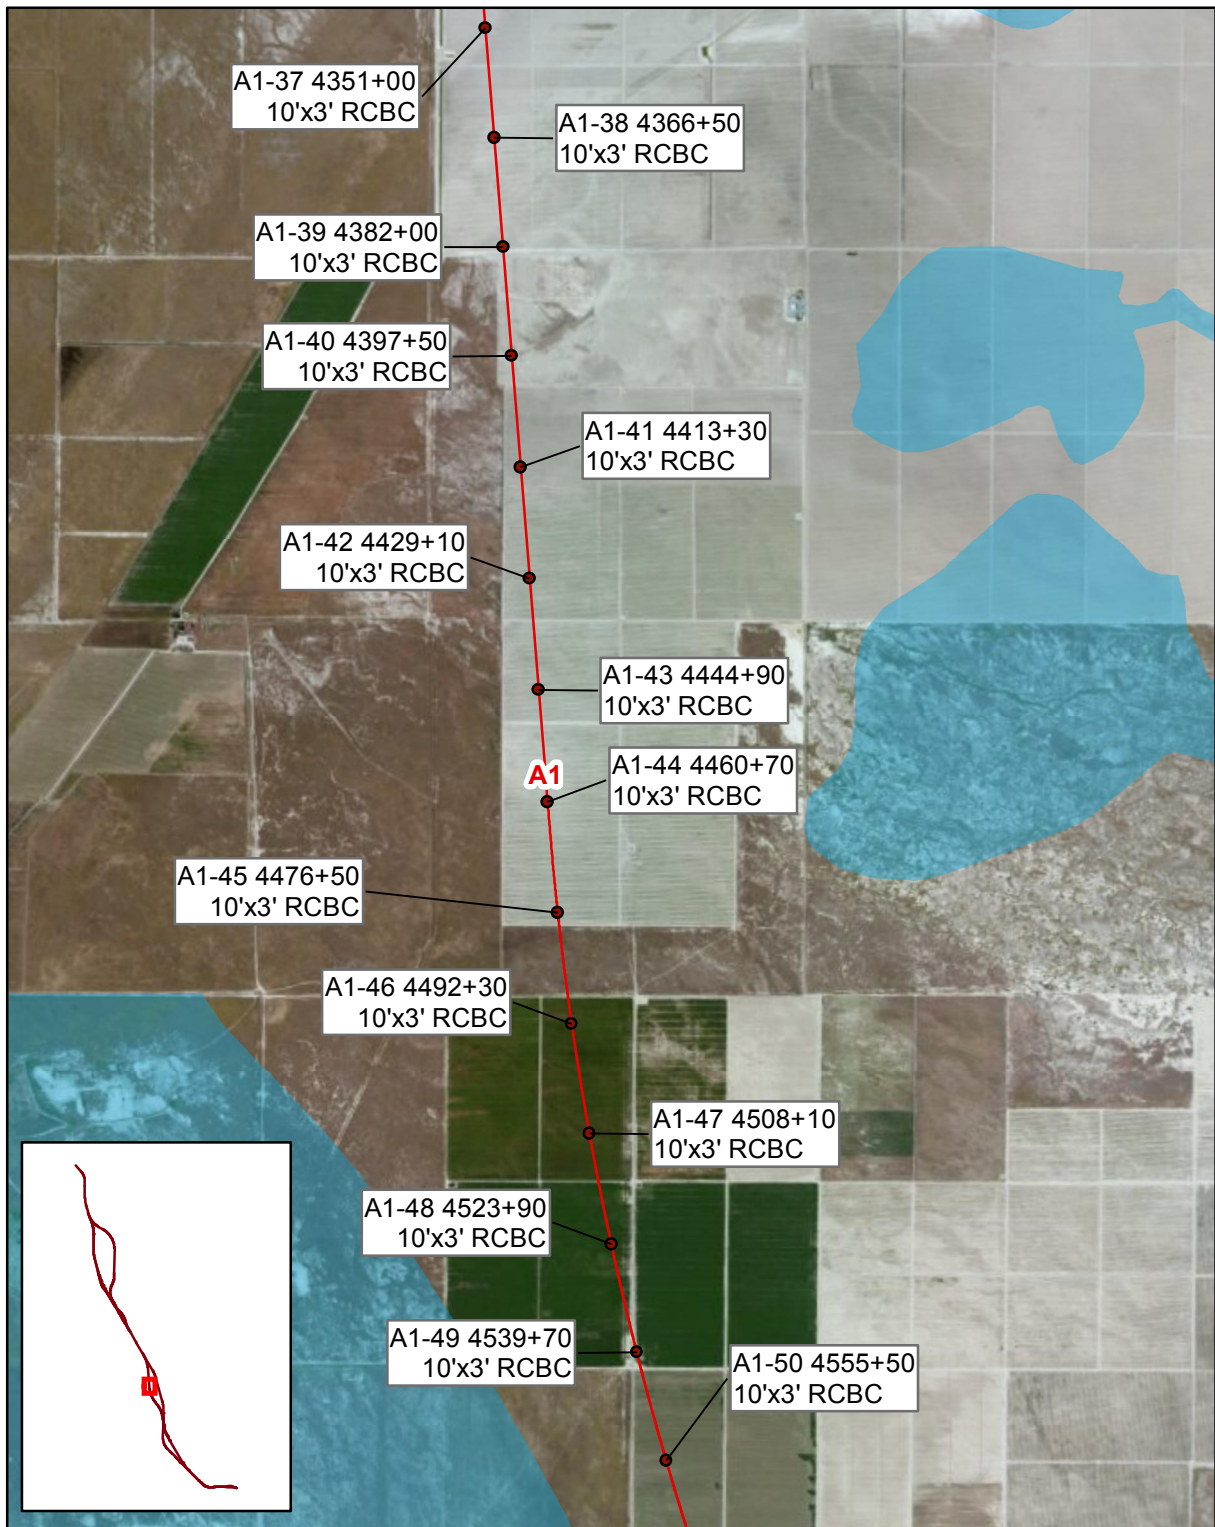 A1-37 4351+00
10'x3' RCBC
A1-38 4366+50
10'x3' RCBC
A1-39 4382+00
10'x3' RCBC
A1-40 4397+50
10'x3' RCBC
A1-41 4413+30
10'x3' RCBC
A1-42 4429+10
10'x3' RCBC
A1-43 4444+90
10'x3' RCBC
A1
A1-44 4460+70
10'x3' RCBC
A1-45 4476+50
10'x3' RCBC
A1-46 4492+30
10'x3' RCBC
A1-47 4508+10
10'x3' RCBC
A1-48 4523+90
10'x3' RCBC
A1-49 4539+70
10'x3' RCBC
A1-50 4555+50
10'x3' RCBC